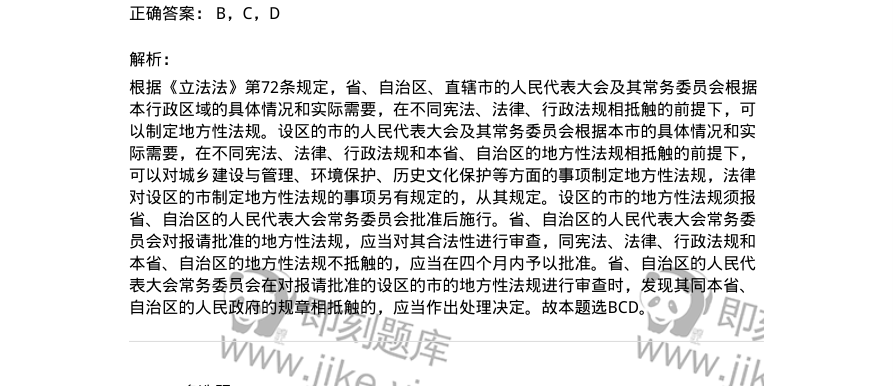 正确答案： B，C，D
解析：
根据《立法法》第72条规定，省、自治区、直辖市的人民代表大会及其常务委员会根据
本行政区域的具体情况和实际需要，在不同宪法、法律、行政法规相抵触的前提下，可
以制定地方性法规。设区的市的人民代表大会及其常务委员会根据本市的具体情况和实
际需要，在不同宪法、法律、行政法规和本省、自治区的地方性法规相抵触的前提下，
可以对城乡建设与管理、环境保护、历史文化保护等方面的事项制定地方性法规，法律
对设区的市制定地方性法规的事项另有规定的，从其规定。设区的市的地方性法规须报
省、自治区的人民代表大会常务委员会批准后施行。省、自治区的人民代表大会常务委
员会对报请批准的地方性法规，应当对其合法性进行审查，同宪法、法律、行政法规和
本省、自治区的地方性法规不抵触的，应当在四个月内予以批准。省、自治区的人民代
表大会常务委员会在对报请批准的设区的市的地方性法规进行审查时，发现其同本省、
自治区的人民政府的规章相抵触的，应当作出处理决定。故本题选BCD。
即刻题库
www.jike
即刻
www.jik